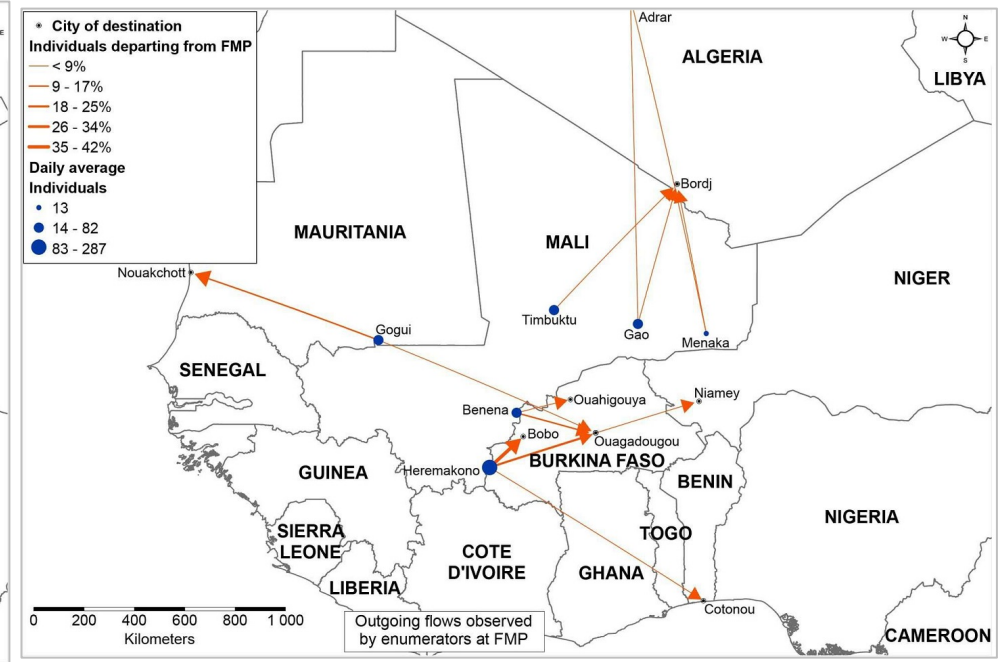 City of destination
Individuals departing from FMP
< 9%
9 - 17%
18 - 25%
26 - 34%
35 - 42%
Daily average
Individuals
13
14 - 82
83 - 287
Adrar
ALGERIA
N
W
E
S
LIBYA
Bordj
MAURITANIA
MALI
Nouakchott
NIGER
Timbuktu
Gao
Menaka
Gogui
SENEGAL
Niamey
Benena
Ouahigouya
Bobo
Ouagadougou
Heremakono
BURKINA FASO
GUINEA
BENIN
SIERRA
LEONE
NIGERIA
TOGO
COTE
D'IVOIRE
GHANA
LIBERIA
Cotonou
0 200 400 600 800 1 000
Kilometers
Outgoing flows observed
by enumerators at FMP
CAMEROON